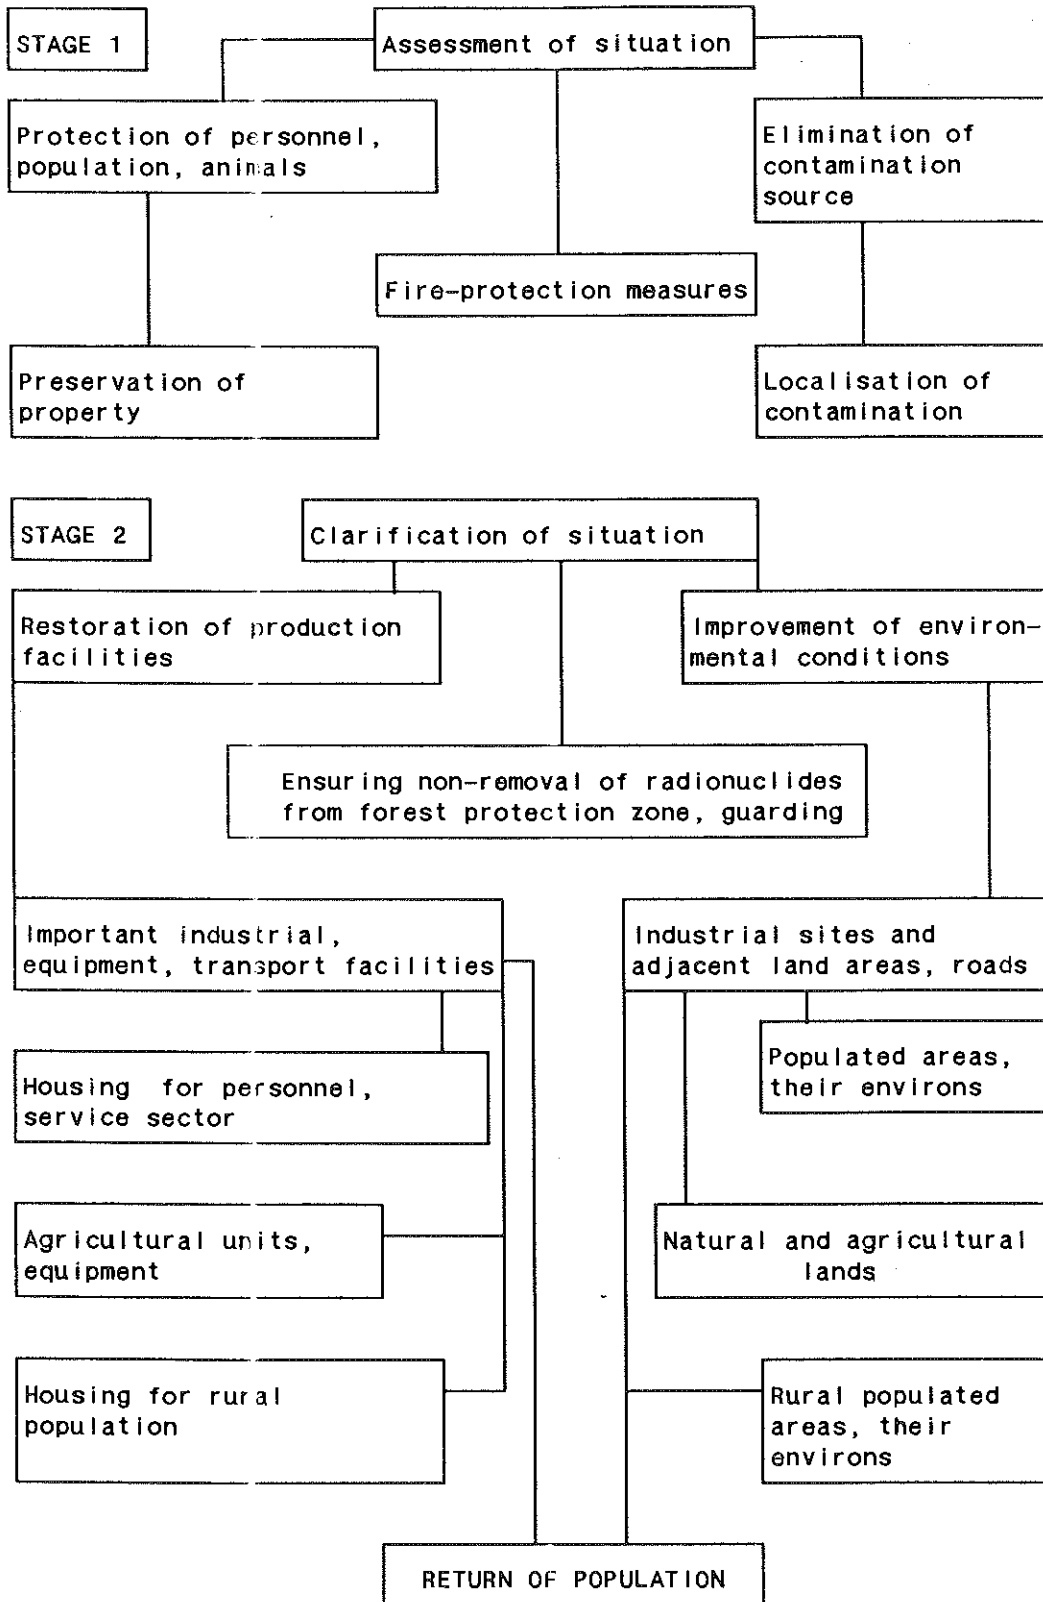 STAGE 1
Assessment of situation
Protection of personnel,
population, animals
Elimination of
contamination
source
Fire-protection measures
Preservation of
property
Localisation of
contamination
STAGE 2
Clarification of situation
Restoration of production
facilities
Improvement of environ-
mental conditions
Ensuring non-removal of radionuclides
from forest protection zone, guarding
Important industrial,
equipment, transport facilities
Industrial sites and
adjacent land areas, roads
Housing for personnel,
service sector
Populated areas,
their environs
Agricultural units,
equipment
Natural and agricultural
lands
Housing for rural
population
Rural populated
areas, their
environs
RETURN OF POPULATION